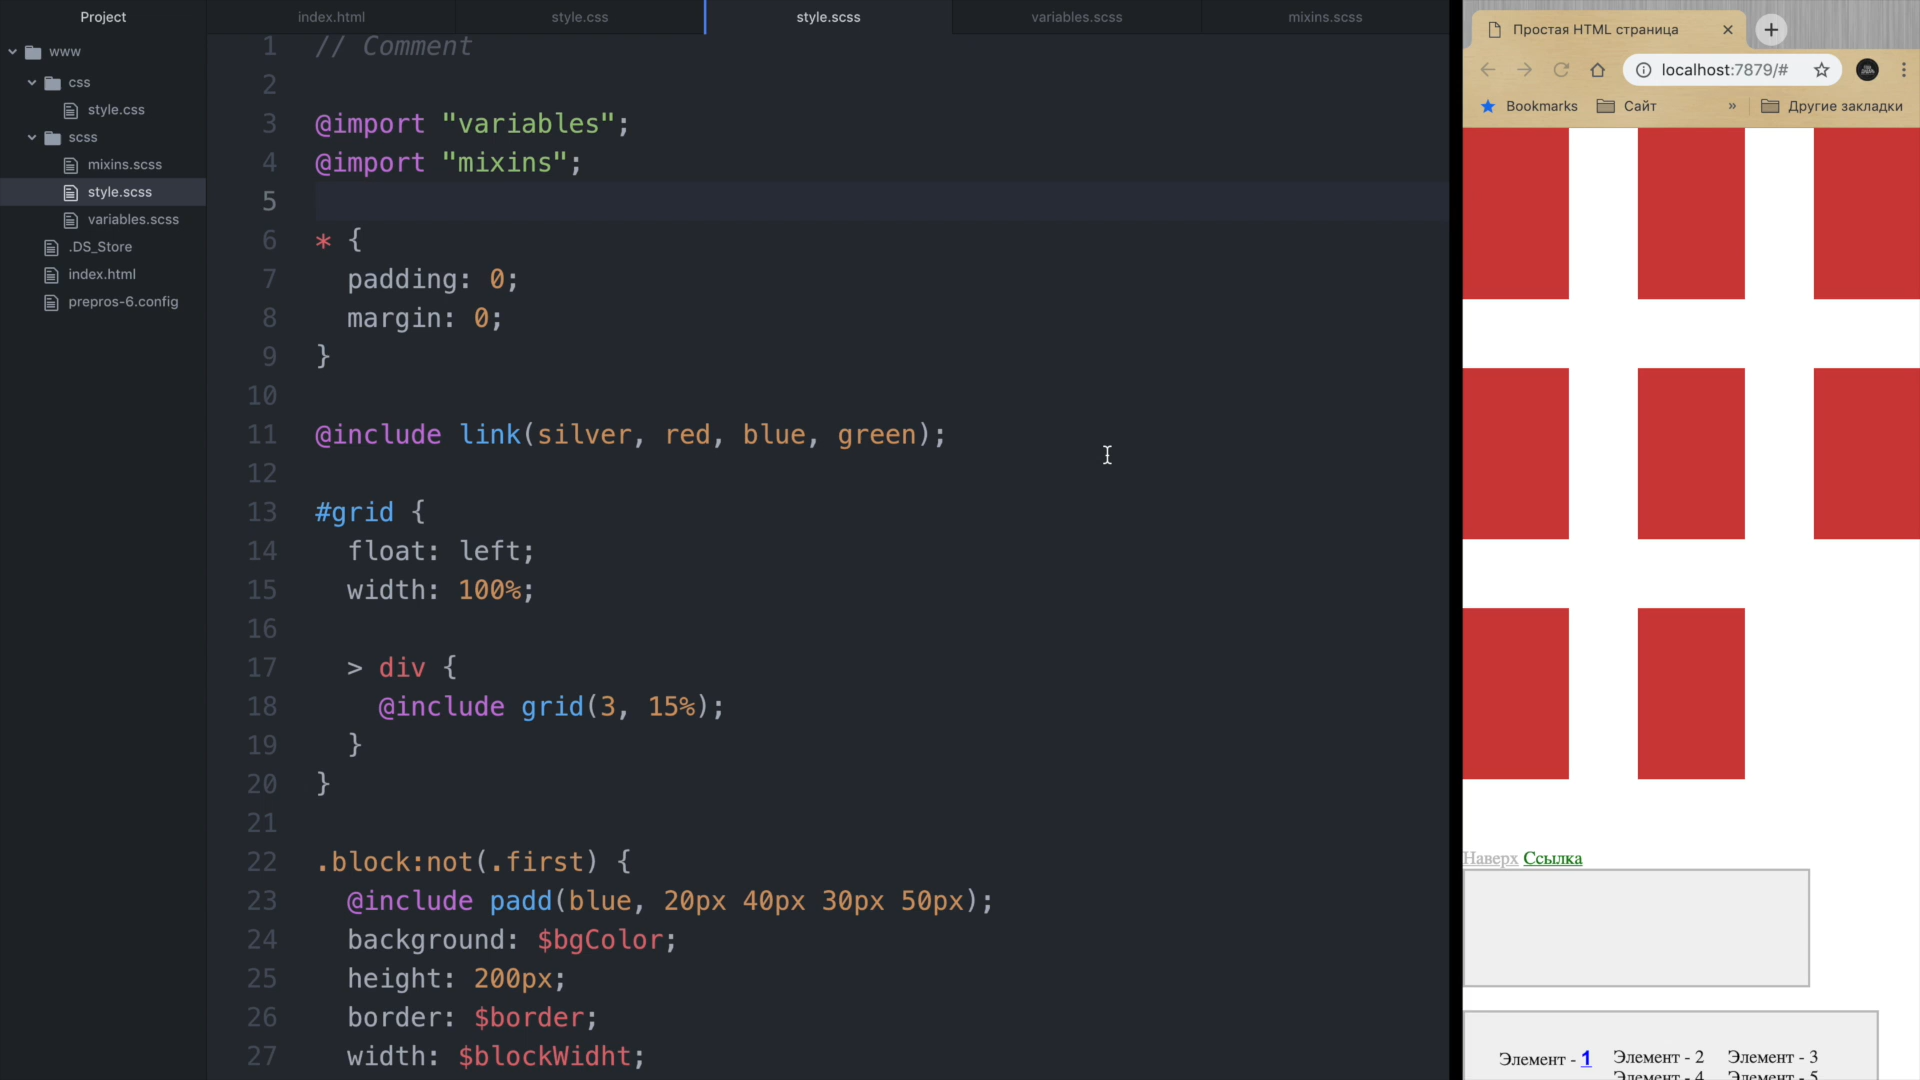 Project
www
css
style.css
scss
mixins.scss
style.scss
variables.scss
.DS_Store
index.html
prepros-6.config
index.html
style.css
style.scss
variables.scss
mixins.scss
1 // Comment
2
3 @import "variables";
4 @import "mixins";
5
6 * {
7 padding: 0;
8 margin: 0;
9 }
10
11 @include link(silver, red, blue, green);
12
13 #grid {
14 float: left;
15 width: 100%;
16
17 > div {
18 @include grid(3, 15%);
19 }
20 }
21
22 .block:not(.first) {
23 @include padd(blue, 20px 40px 30px 50px);
24 background: $bgColor;
25 height: 200px;
26 border: $border;
27 width: $blockWidht;
Простая HTML страница
localhost:7879/#
Bookmarks Сайт » Другие закладки
Наверх Ссылка
Элемент - 1 Элемент - 2 Элемент - 3
Элемент - 4 Элемент - 5